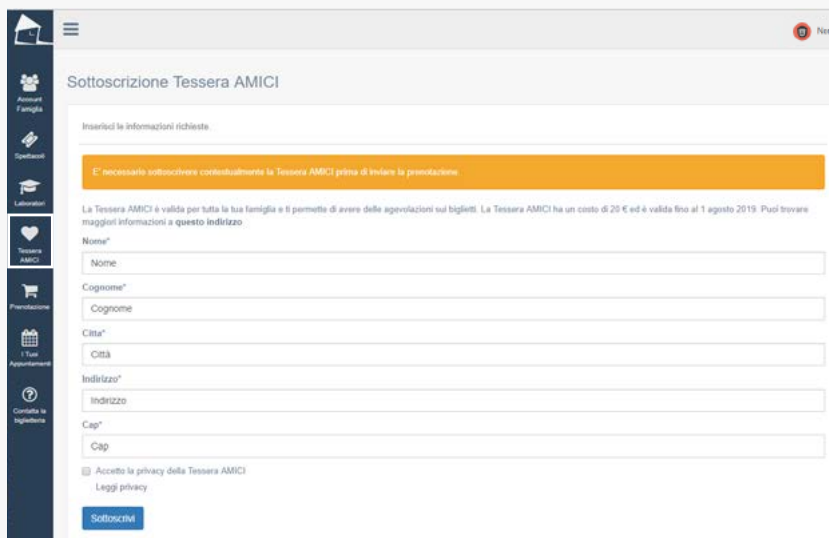 Nen
Account
Famiglia
Spettacoli
Laboratori
Tessera
AMICI
Prenotazione
I Tuoi
Appuntamenti
Contatta la
biglietteria
Sottoscrizione Tessera AMICI
Inserisci le informazioni richieste.
E' necessario sottoscrivere contestualmente la Tessera AMICI prima di inviare la prenotazione
La Tessera AMICI è valida per tutta la tua famiglia e ti permette di avere delle agevolazioni sui biglietti. La Tessera AMICI ha un costo di 20 € ed è valida fino al 1 agosto 2019. Puoi trovare
maggiori informazioni a questo indirizzo
Nome*
Nome
Cognome*
Cognome
Citta*
Città
Indirizzo*
Indirizzo
Cap*
Cap
Accetto la privacy della Tessera AMICI
Leggi privacy
Sottoscrivi